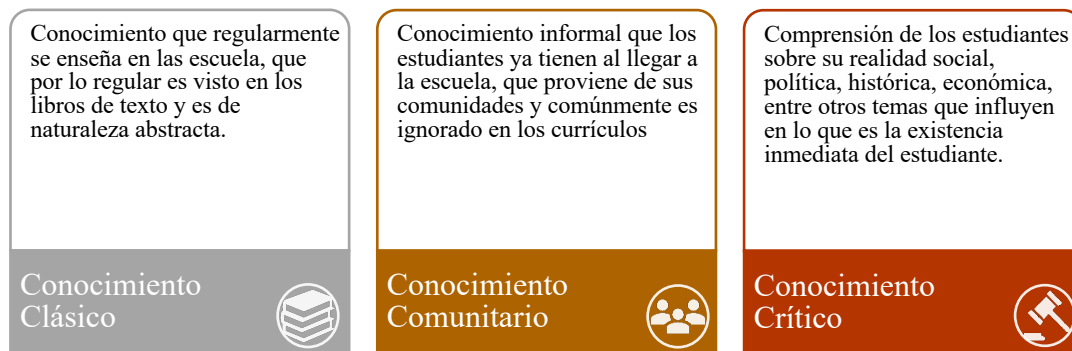 Conocimiento que regularmente
se enseña en las escuela, que
por lo regular es visto en los
libros de texto y es de
naturaleza abstracta.
Conocimiento
Clásico
Conocimiento informal que los
estudiantes ya tienen al llegar a
la escuela, que proviene de sus
comunidades y comúnmente es
ignorado en los currículos
Conocimiento
Comunitario
Comprensión de los estudiantes
sobre su realidad social,
política, histórica, económica,
entre otros temas que influyen
en lo que es la existencia
inmediata del estudiante.
Conocimiento
Crítico